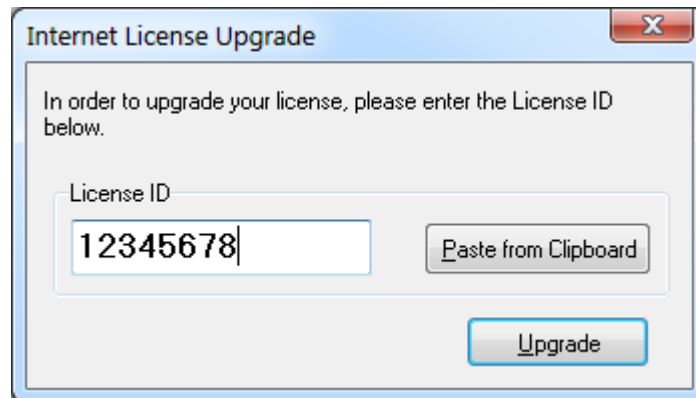 Internet License Upgrade
In order to upgrade your license, please enter the License ID
below.
License ID
12345678
Paste from Clipboard
Upgrade